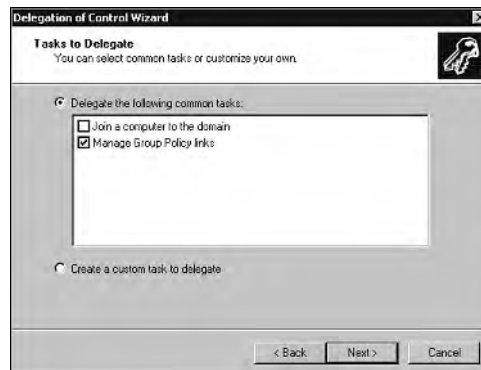 Delegation of Control Wizard
Tasks to Delegate
You can select common tasks or customize your own.
Delegate the following common tasks:
Join a computer to the domain
Manage Group Policy links
Create a custom task to delegate
< Back
Next >
Cancel